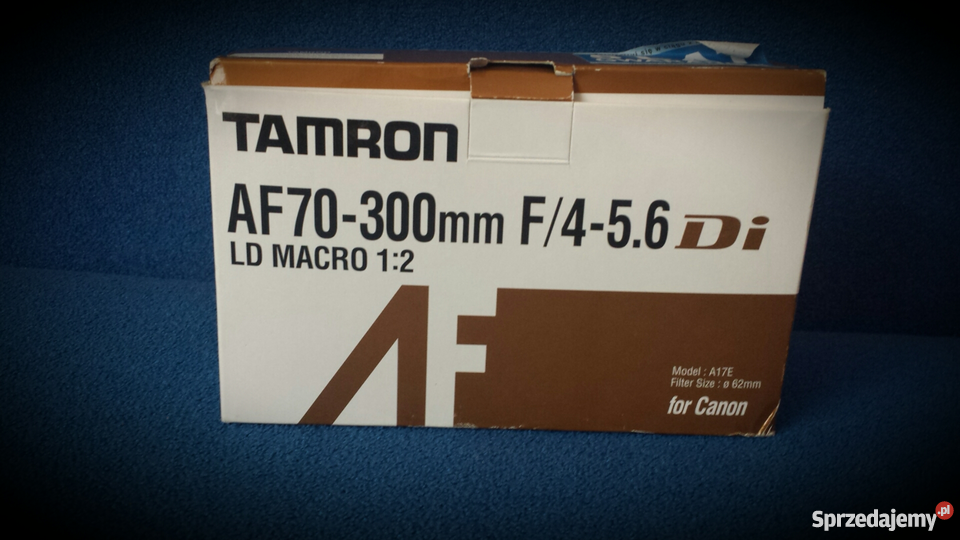 TAMRON
AF70-300mm F/4-5.6 Di
LD MACRO 1:2
AF
Model : A17E
Filter Size : ø 62mm
for Canon
Sprzedajemy.pl